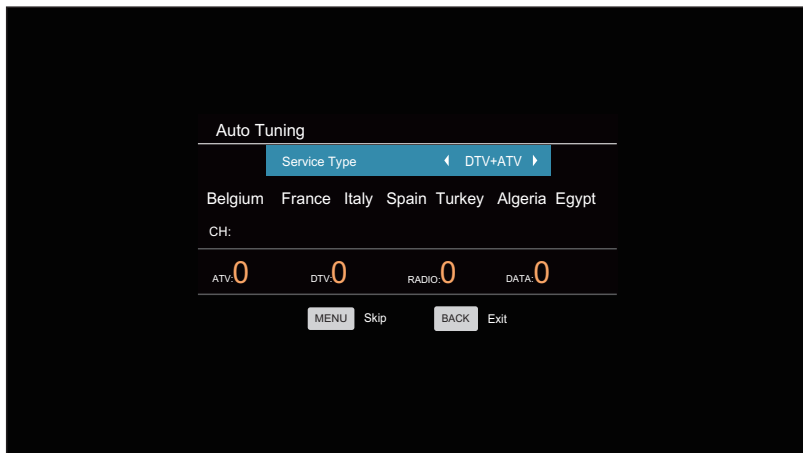 Auto Tuning
Service Type DTV+ATV
Belgium France Italy Spain Turkey Algeria Egypt
CH:
ATV:0 DTV:0 RADIO:0 DATA:0
MENU Skip BACK Exit